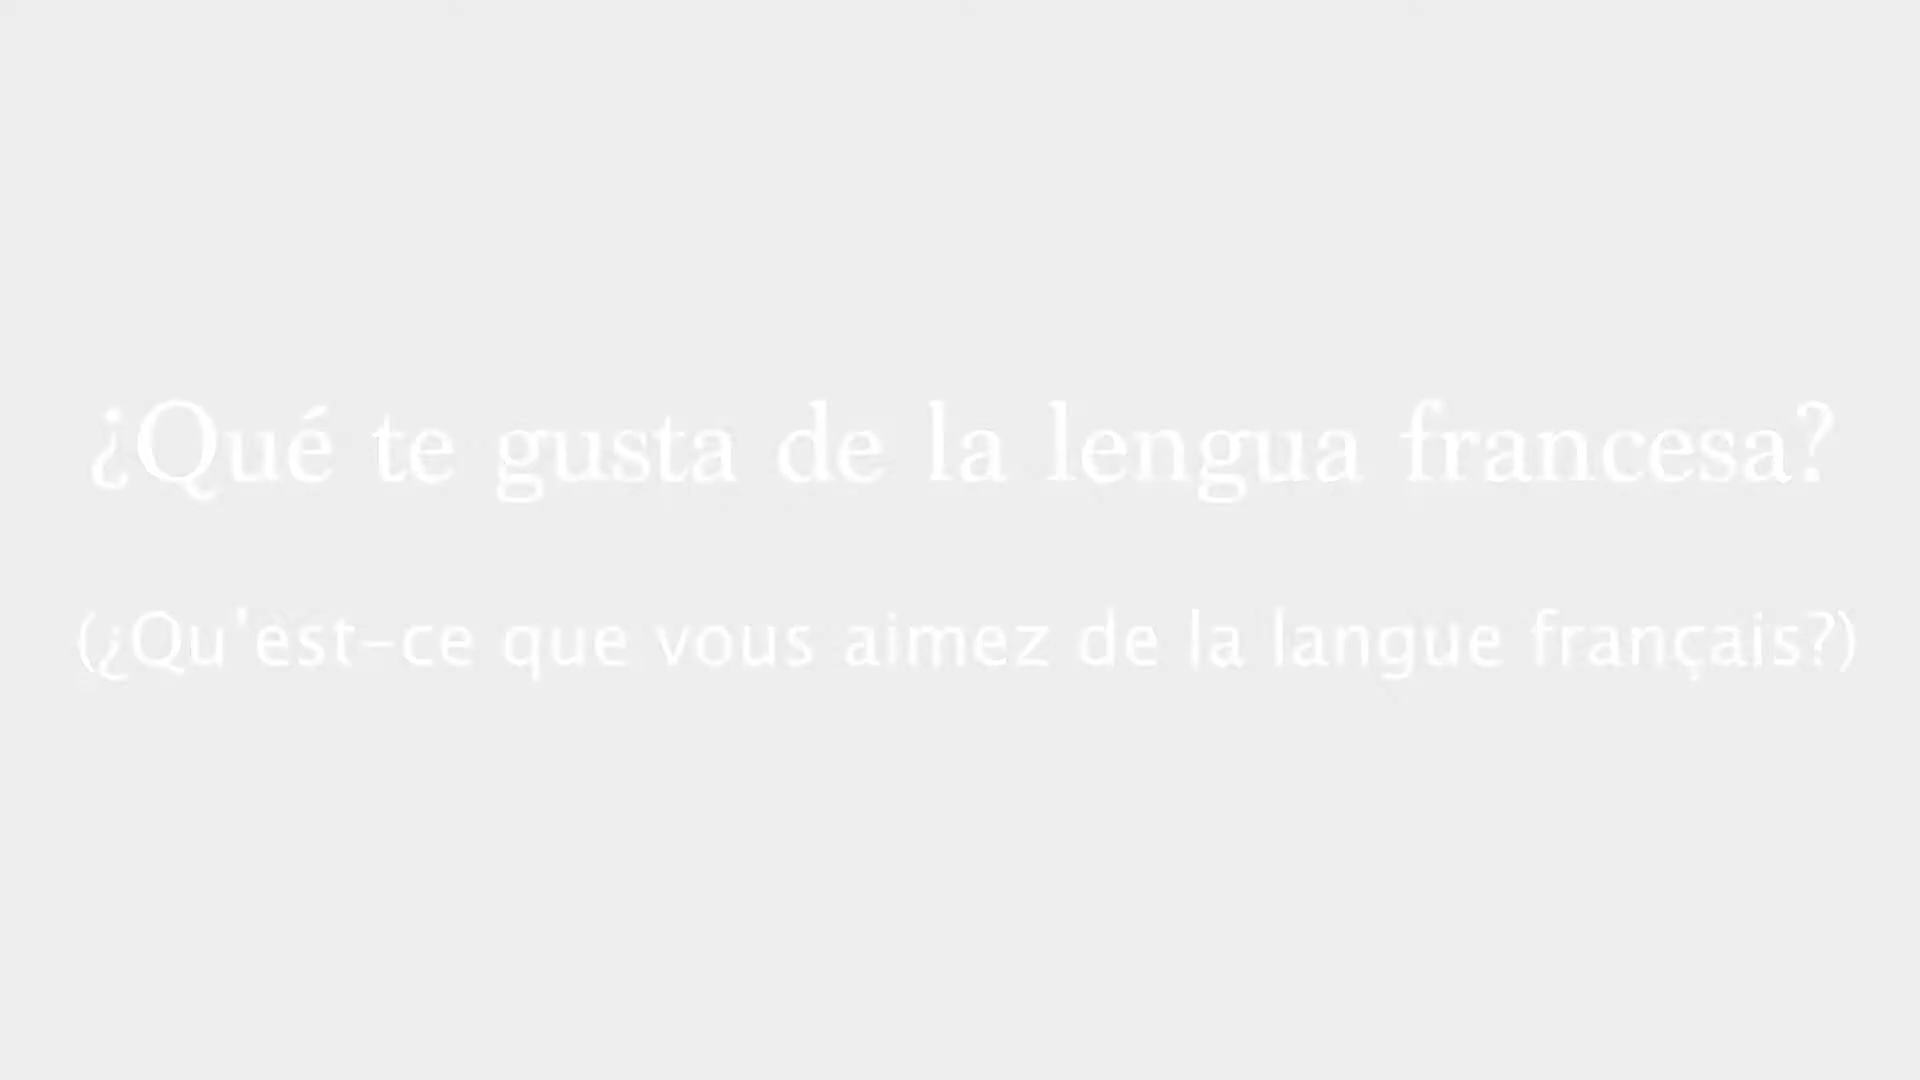 ¿Qué te gusta de la lengua francesa?
(¿Qu'est-ce que vous aimez de la langue français?)